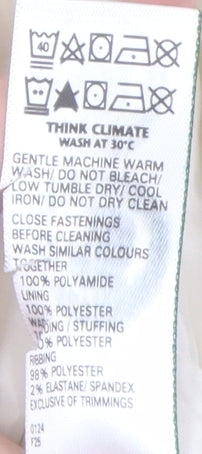 40
THINK CLIMATE
WASH AT 30°C
GENTLE MACHINE WARM
WASH/ DO NOT BLEACH/
LOW TUMBLE DRY/ COOL
IRON/ DO NOT DRY CLEAN
CLOSE FASTENINGS
BEFORE CLEANING
WASH SIMILAR COLOURS
TOGETHER
100% POLYAMIDE
LINING
100% POLYESTER
WADDING / STUFFING
POLYESTER
RIBBING
98% POLYESTER
2% ELASTANE/ SPANDEX
EXCLUSIVE OF TRIMMINGS
0124
F25